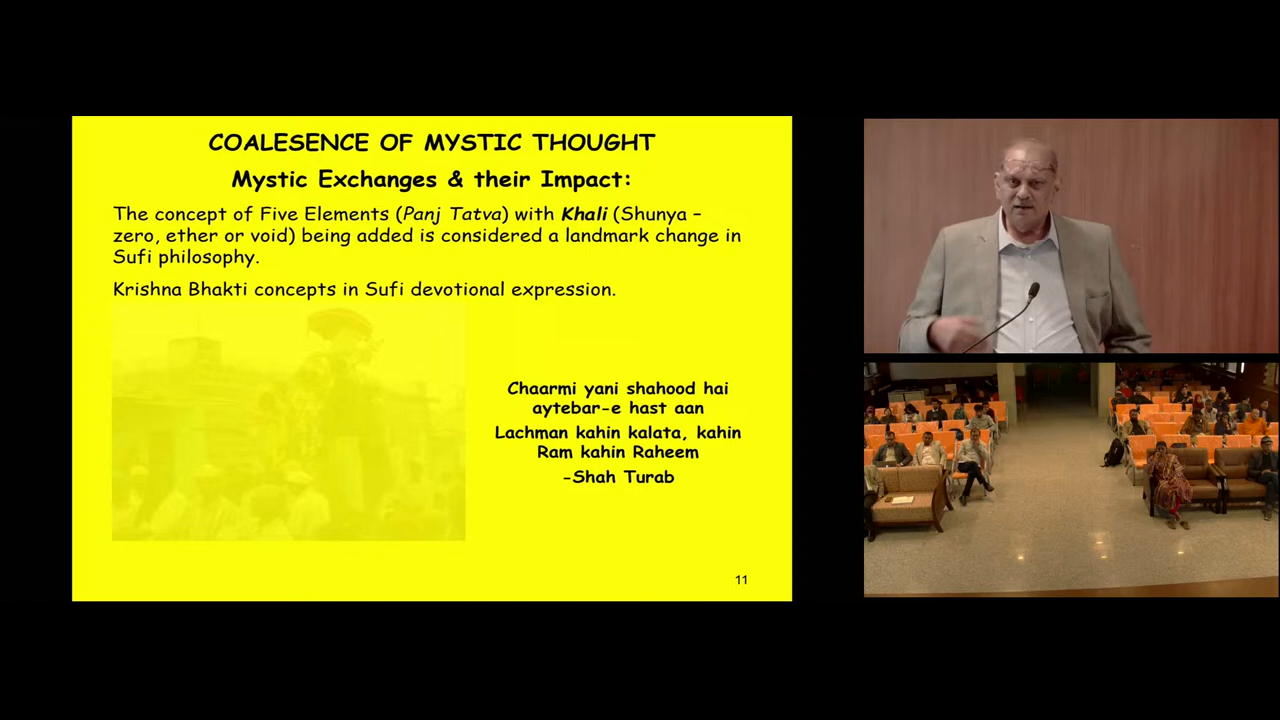 COALESENCE OF MYSTIC THOUGHT
Mystic Exchanges & their Impact:
The concept of Five Elements (Panj Tatva) with Khali (Shunya –
zero, ether or void) being added is considered a landmark change in
Sufi philosophy.
Krishna Bhakti concepts in Sufi devotional expression.
Chaarmi yani shahood hai
aytebar-e hast aan
Lachman kahin kalata, kahin
Ram kahin Raheem
-Shah Turab
11